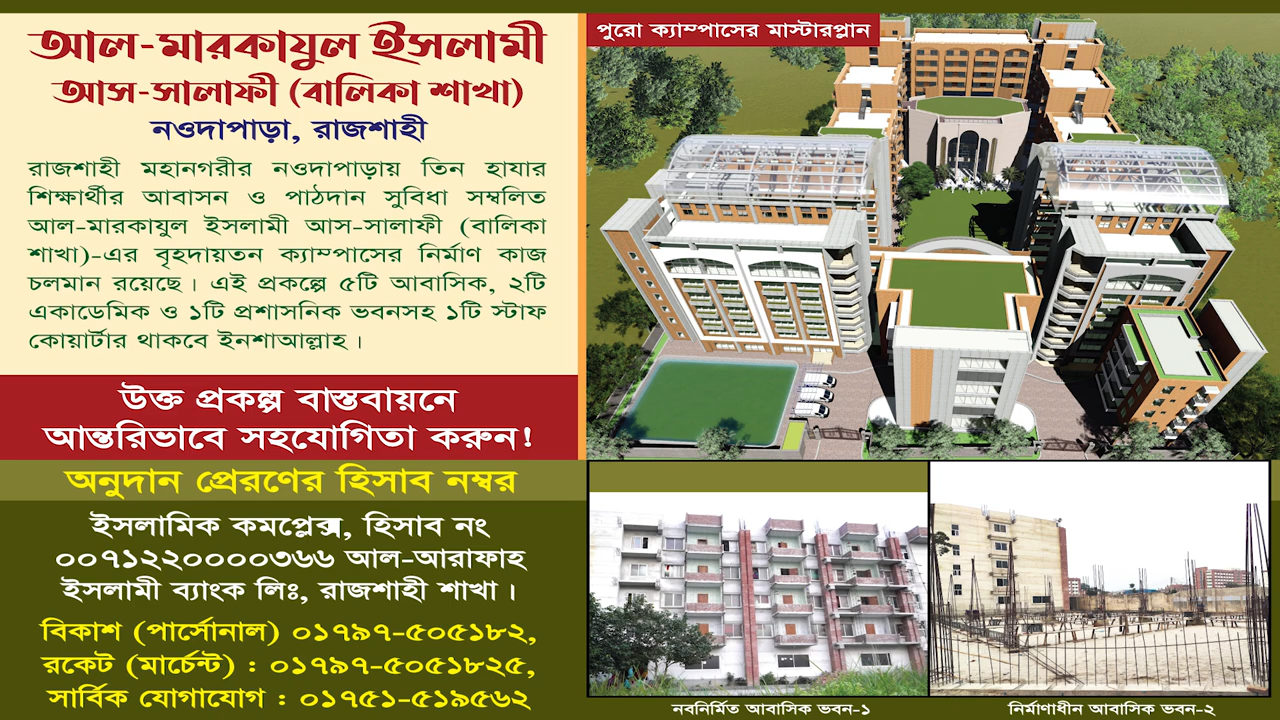 আল-মারকাযুল ইসলামী
আস-সালাফী (বালিকা শাখা)
নওদাপাড়া, রাজশাহী
রাজশাহী মহানগরীর নওদাপাড়ায় তিন হাযার
শিক্ষার্থীর আবাসন ও পাঠদান সুবিধা সম্বলিত
আল-মারকাযুল ইসলামী আস-সালাফী (বালিকা
শাখা)-এর বৃহদায়তন ক্যাম্পাসের নির্মাণ কাজ
চলমান রয়েছে। এই প্রকল্পে ৫টি আবাসিক, ২টি
একাডেমিক ও ১টি প্রশাসনিক ভবনসহ ১টি স্টাফ
কোয়ার্টার থাকবে ইনশাআল্লাহ।
উক্ত প্রকল্প বাস্তবায়নে
আন্তরিভাবে সহযোগিতা করুন!
অনুদান প্রেরণের হিসাব নম্বর
ইসলামিক কমপ্লেক্স, হিসাব নং
০০৭১২২০০০০৩৬৬ আল-আরাফাহ
ইসলামী ব্যাংক লিঃ, রাজশাহী শাখা।
বিকাশ (পার্সোনাল) ০১৭৯৭-৫০৫১৮২,
রকেট (মার্চেন্ট) : ০১৭৯৭-৫০৫১৮২৫,
সার্বিক যোগাযোগ : ০১৭৫১-৫১৯৫৬২
পুরো ক্যাম্পাসের মাস্টারপ্লান
নবনির্মিত আবাসিক ভবন-১
নির্মাণাধীন আবাসিক ভবন-২